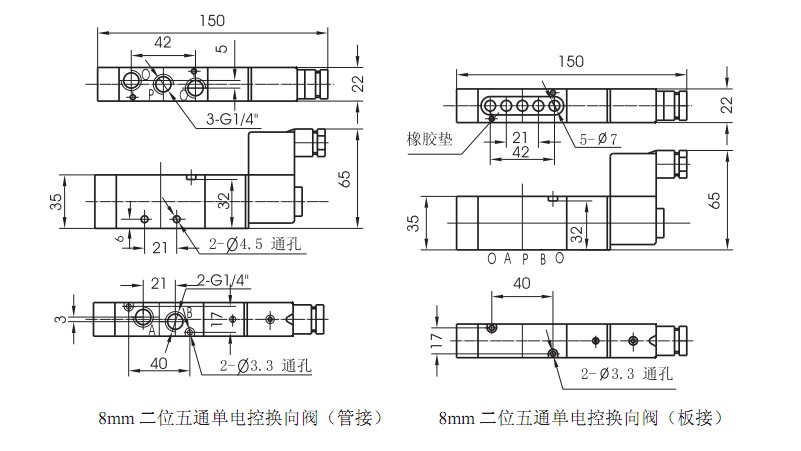 150
42
5
O
P
O
22
3-G1/4"
65
35
32
6
21
2-Ø4.5 通孔
21
2-G1/4"
3
A
B
17
40
2-Ø3.3 通孔
8mm 二位五通单电控换向阀（管接）
150
22
橡胶垫
21
42
5-Ø7
65
35
32
O A P B O
40
17
2-Ø3.3 通孔
8mm 二位五通单电控换向阀（板接）